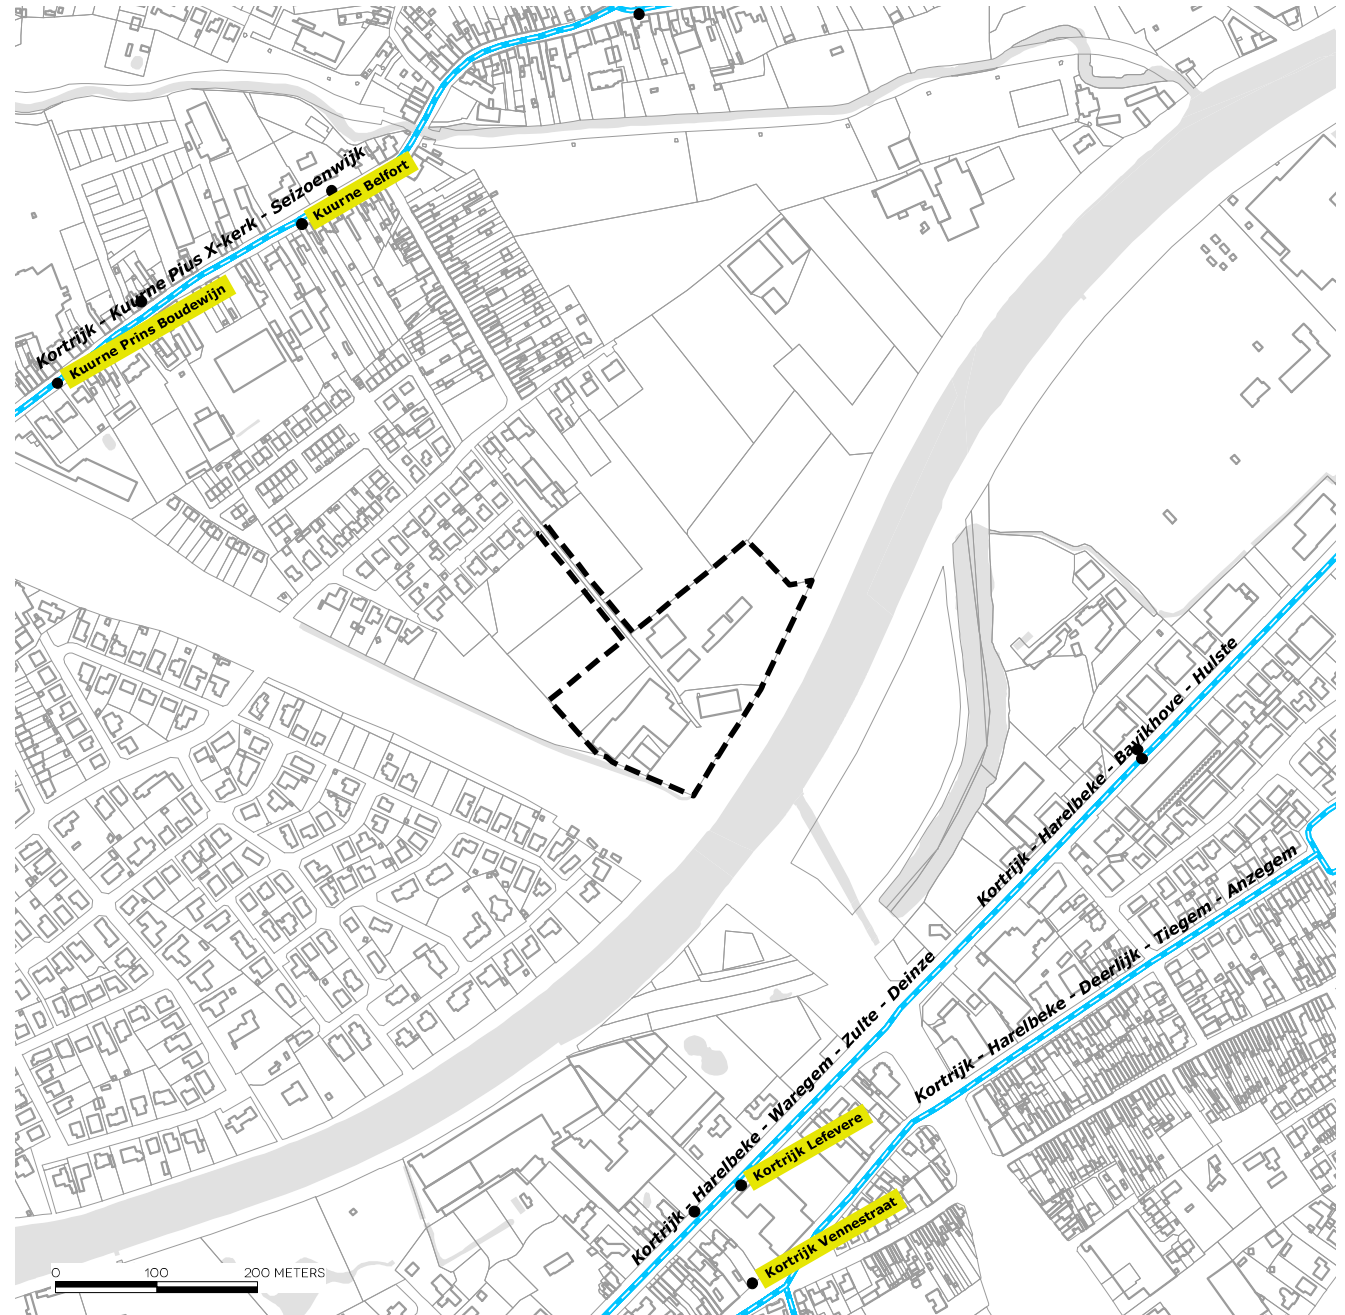 Kortrijk - Kuurne Pius X-kerk - Seizoenwijk
Kuurne Belfort
Kuurne Prins Boudewijn
Kortrijk - Harelbeke - Bavikhove - Hulste
Kortrijk - Harelbeke - Deerlijk - Tiegem - Anzegem
Kortrijk - Harelbeke - Waregem - Zulte - Deinze
Kortrijk Lefevere
Kortrijk Vennestraat
0 100 200 METERS